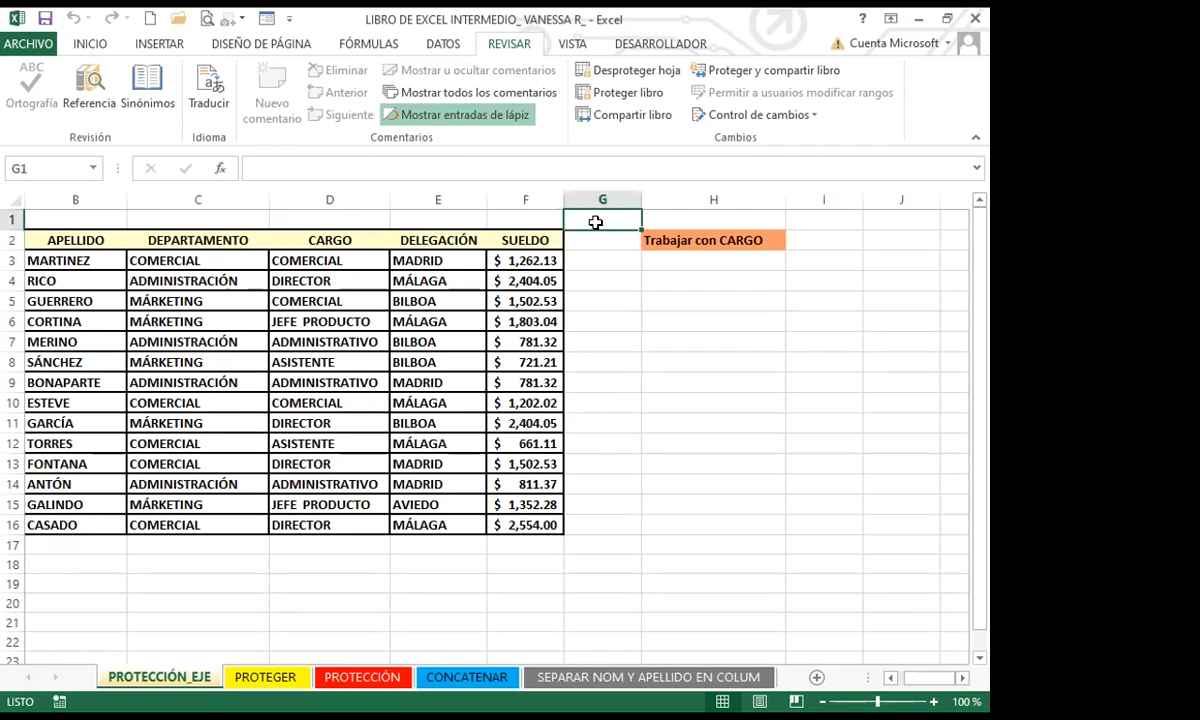 LIBRO DE EXCEL INTERMEDIO_ VANESSA R_ - Excel
ARCHIVO INICIO INSERTAR DISEÑO DE PÁGINA FÓRMULAS DATOS REVISAR VISTA DESARROLLADOR Cuenta Microsoft
ABC Eliminar Mostrar u ocultar comentarios Desproteger hoja Proteger y compartir libro
Ortografía Referencia Sinónimos Traducir Nuevo comentario Anterior Mostrar todos los comentarios Proteger libro Permitir a usuarios modificar rangos
Siguiente Mostrar entradas de lápiz Compartir libro Control de cambios
Revisión Idioma Comentarios Cambios
G1 fx
B C D E F G H I J
1
2 APELLIDO DEPARTAMENTO CARGO DELEGACIÓN SUELDO Trabajar con CARGO
3 MARTINEZ COMERCIAL COMERCIAL MADRID $ 1,262.13
4 RICO ADMINISTRACIÓN DIRECTOR MÁLAGA $ 2,404.05
5 GUERRERO MÁRKETING COMERCIAL BILBOA $ 1,502.53
6 CORTINA MÁRKETING JEFE PRODUCTO MÁLAGA $ 1,803.04
7 MERINO ADMINISTRACIÓN ADMINISTRATIVO BILBOA $ 781.32
8 SÁNCHEZ MÁRKETING ASISTENTE BILBOA $ 721.21
9 BONAPARTE ADMINISTRACIÓN ADMINISTRATIVO MADRID $ 781.32
10 ESTEVE COMERCIAL COMERCIAL MADRID $ 1,202.02
11 GARCÍA MÁRKETING DIRECTOR BILBOA $ 2,404.05
12 TORRES COMERCIAL ASISTENTE MÁLAGA $ 661.11
13 FONTANA COMERCIAL DIRECTOR MADRID $ 1,502.53
14 ANTÓN ADMINISTRACIÓN ADMINISTRATIVO MADRID $ 811.37
15 GALINDO MÁRKETING JEFE PRODUCTO AVIEDO $ 1,352.28
16 CASADO COMERCIAL DIRECTOR MÁLAGA $ 2,554.00
17
18
19
20
21
22
23
PROTECCIÓN_EJE PROTEGER PROTECCIÓN CONCATENAR SEPARAR NOM Y APELLIDO EN COLUM
LISTO 100 %